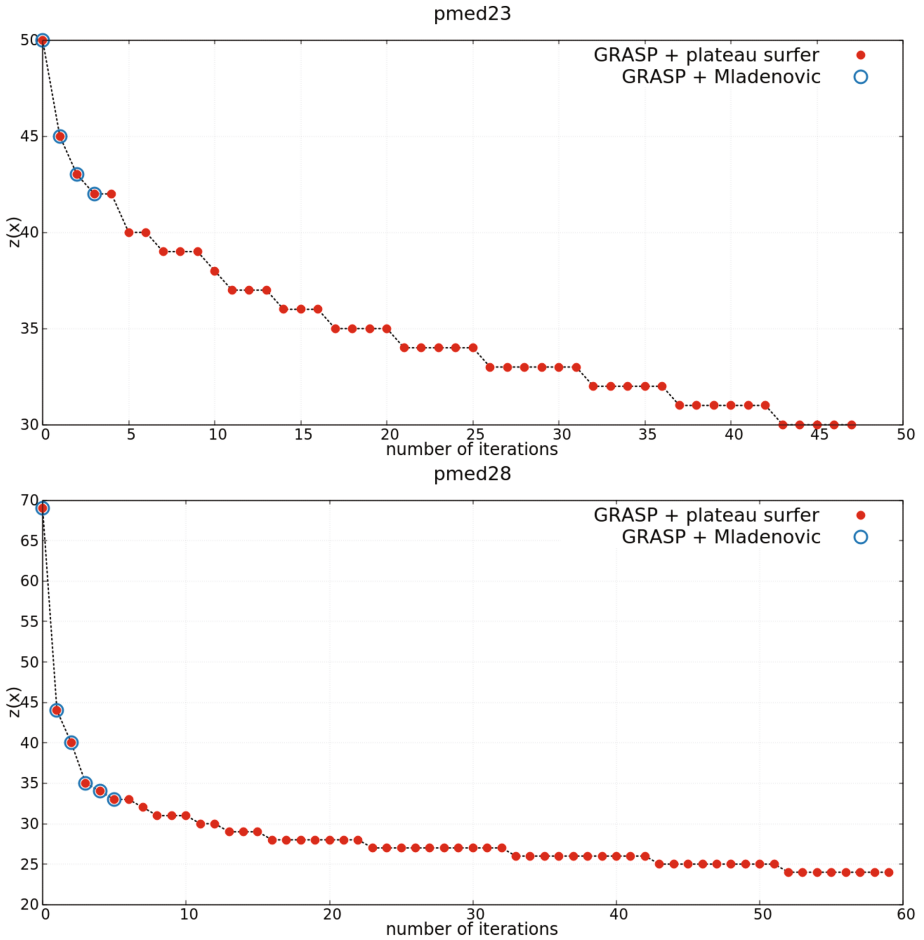 pmed23
50
GRASP + plateau surfer
GRASP + Mladenovic
45
z(x)
40
35
30
0 5 10 15 20 25 30 35 40 45 50
number of iterations
pmed28
70
GRASP + plateau surfer
GRASP + Mladenovic
65
60
55
50
z(x)
45
40
35
30
25
20
0 10 20 30 40 50 60
number of iterations